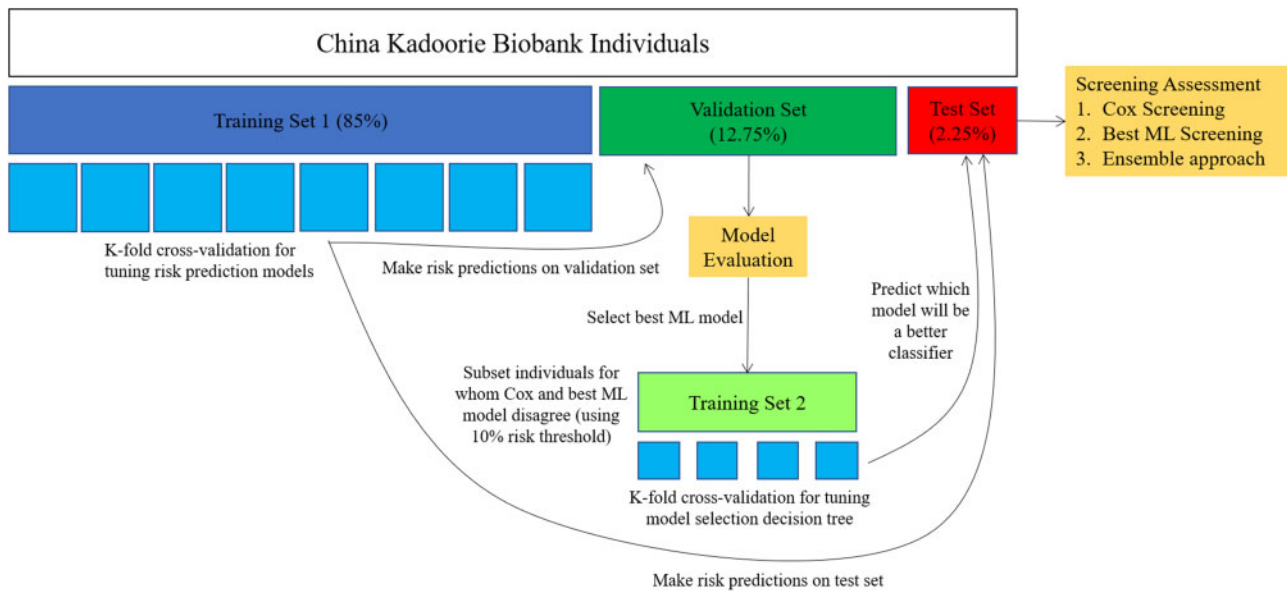 China Kadoorie Biobank Individuals
Training Set 1 (85%)
Validation Set
(12.75%)
Test Set
(2.25%)
Screening Assessment
1. Cox Screening
2. Best ML Screening
3. Ensemble approach
K-fold cross-validation for
tuning risk prediction models
Make risk predictions on validation set
Model
Evaluation
Select best ML model
Predict which
model will be
a better
classifier
Subset individuals for
whom Cox and best ML
model disagree (using
10% risk threshold)
Training Set 2
K-fold cross-validation for tuning
model selection decision tree
Make risk predictions on test set